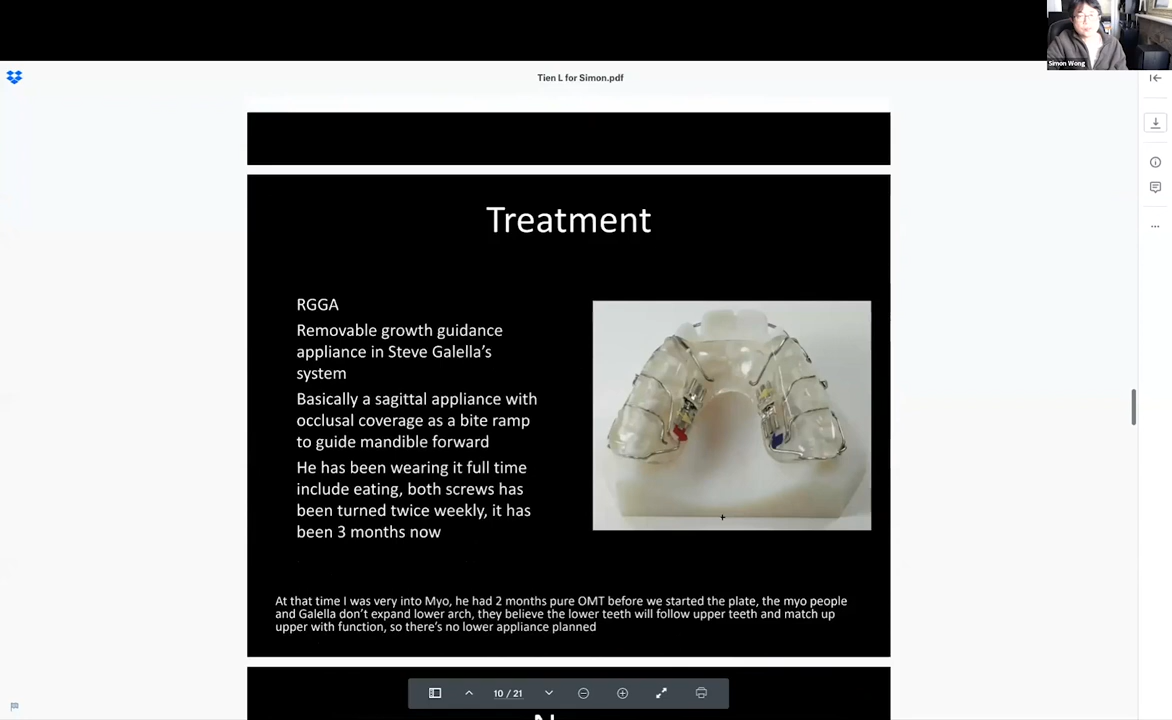 Simon Wong
Tien L for Simon.pdf
Treatment
RGGA
Removable growth guidance
appliance in Steve Galella's
system
Basically a sagittal appliance with
occlusal coverage as a bite ramp
to guide mandible forward
He has been wearing it full time
include eating, both screws has
been turned twice weekly, it has
been 3 months now
At that time I was very into Myo, he had 2 months pure OMT before we started the plate, the myo people
and Galella don't expand lower arch, they believe the lower teeth will follow upper teeth and match up
upper with function, so there's no lower appliance planned
10 / 21